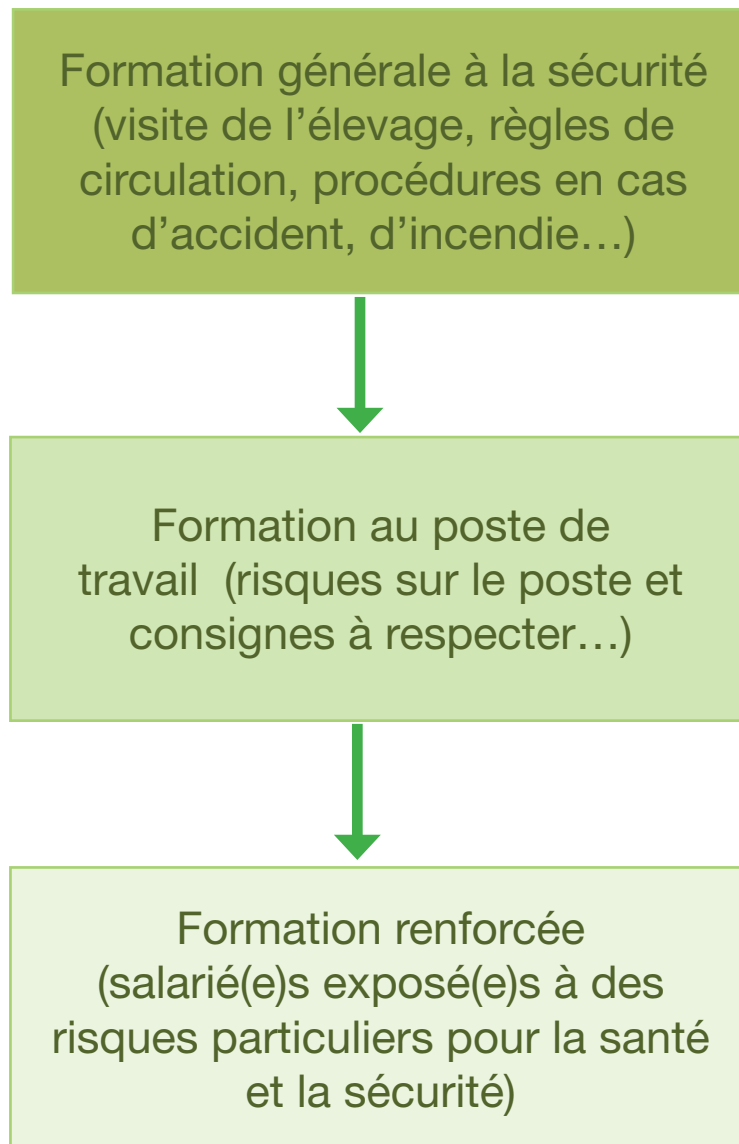 Formation générale à la sécurité
(visite de l’élevage, règles de
circulation, procédures en cas
d’accident, d’incendie…)
Formation au poste de
travail  (risques sur le poste et
consignes à respecter…)
Formation renforcée
(salarié(e)s exposé(e)s à des
risques particuliers pour la santé
et la sécurité)